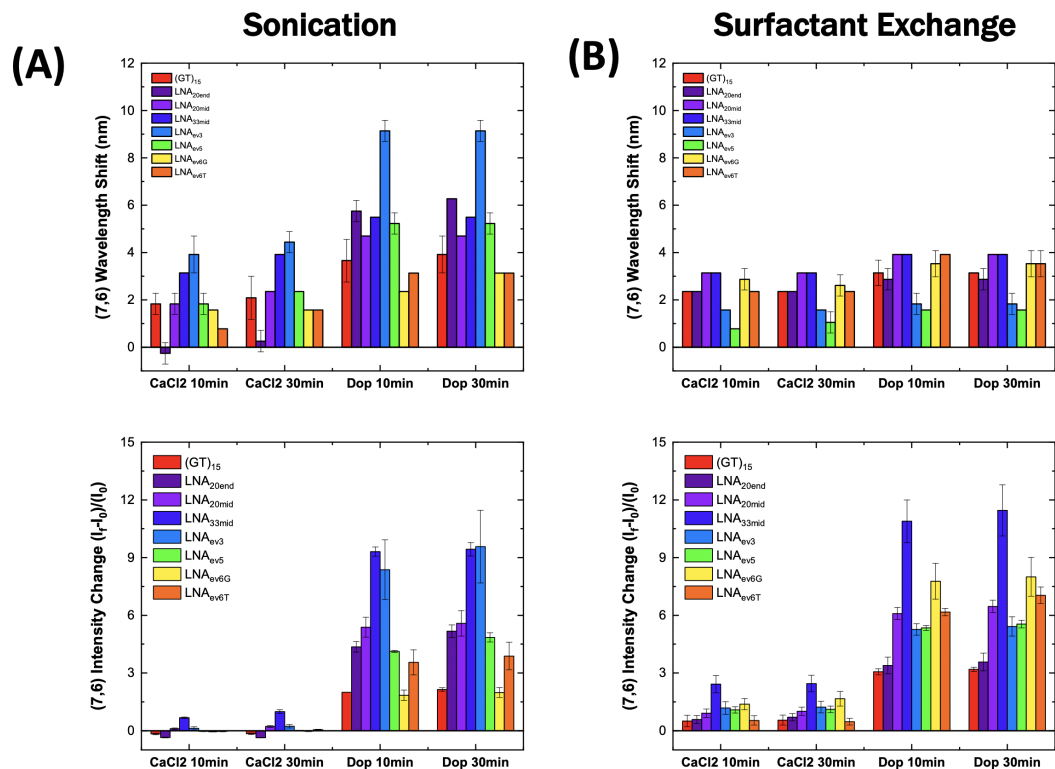 Sonication
Surfactant Exchange
(A)
(B)
12
10
8
6
4
2
0
(7,6) Wavelength Shift (nm)
(GT)₁₅
LNA₂₀ₑₙd
LNA₂₀ₘᵢd
LNA₃₃ₘᵢd
LNAₑᵥ₃
LNAₑᵥ₅
LNAₑᵥ₆G
LNAₑᵥ₆T
CaCl2 10min CaCl2 30min Dop 10min Dop 30min
12
10
8
6
4
2
0
(7,6) Wavelength Shift (nm)
(GT)₁₅
LNA₂₀ₑₙd
LNA₂₀ₘᵢd
LNA₃₃ₘᵢd
LNAₑᵥ₃
LNAₑᵥ₅
LNAₑᵥ₆G
LNAₑᵥ₆T
CaCl2 10min CaCl2 30min Dop 10min Dop 30min
15
12
9
6
3
0
(7,6) Intensity Change (I_f-I₀)/(I₀)
(GT)₁₅
LNA₂₀ₑₙd
LNA₂₀ₘᵢd
LNA₃₃ₘᵢd
LNAₑᵥ₃
LNAₑᵥ₅
LNAₑᵥ₆G
LNAₑᵥ₆T
CaCl2 10min CaCl2 30min Dop 10min Dop 30min
15
12
9
6
3
0
(7,6) Intensity Change (I_f-I₀)/(I₀)
(GT)₁₅
LNA₂₀ₑₙd
LNA₂₀ₘᵢd
LNA₃₃ₘᵢd
LNAₑᵥ₃
LNAₑᵥ₅
LNAₑᵥ₆G
LNAₑᵥ₆T
CaCl2 10min CaCl2 30min Dop 10min Dop 30min